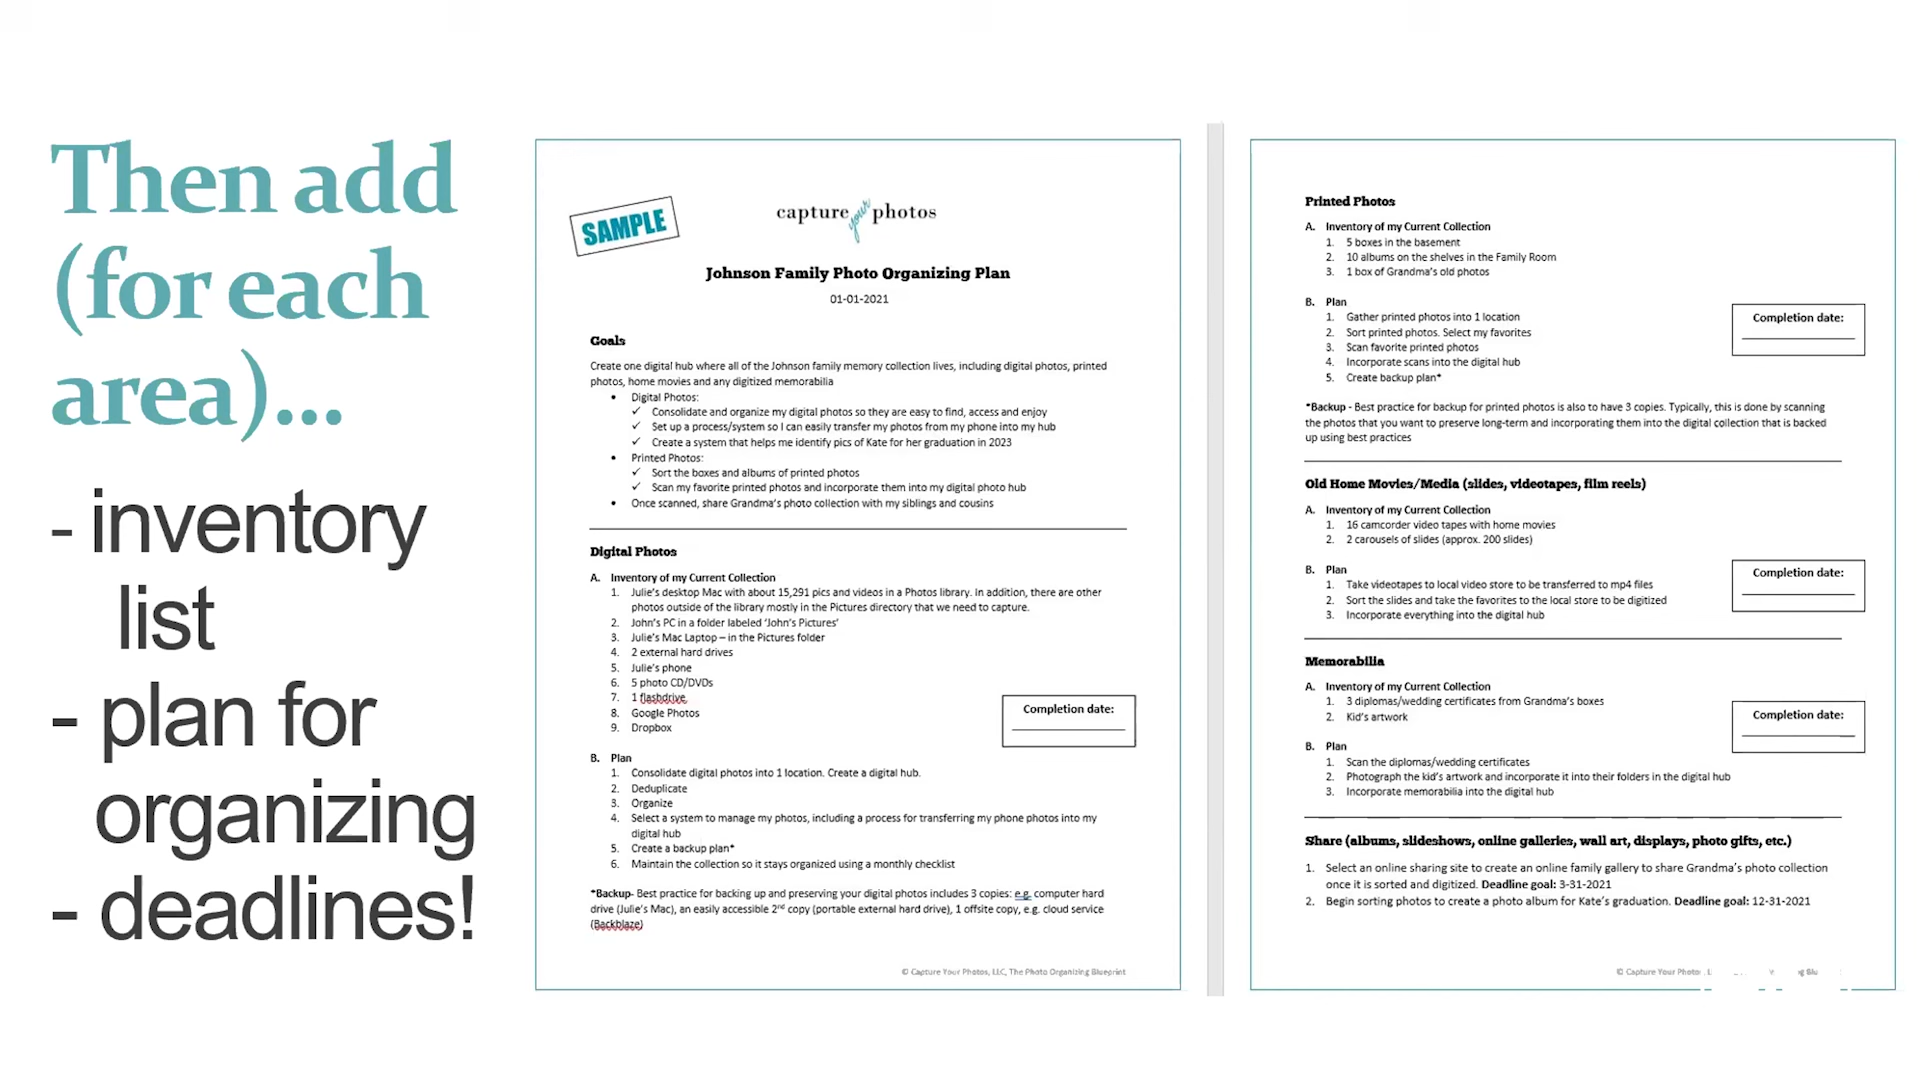 Then add
(for each
area)...
- inventory
list
- plan for
organizing
- deadlines!
SAMPLE
capture your photos
Johnson Family Photo Organizing Plan
01-01-2021
Goals
Create one digital hub where all of the Johnson family memory collection lives, including digital photos, printed
photos, home movies and any digitized memorabilia
• Digital Photos:
✓ Consolidate and organize my digital photos so they are easy to find, access and enjoy
✓ Set up a process/system so I can easily transfer my photos from my phone into my hub
✓ Create a system that helps me identify pics of Kate for her graduation in 2023
• Printed Photos:
✓ Sort the boxes and albums of printed photos
✓ Scan my favorite printed photos and incorporate them into my digital photo hub
• Once scanned, share Grandma's photo collection with my siblings and cousins
Digital Photos
A. Inventory of my Current Collection
1. Julie's desktop Mac with about 15,291 pics and videos in a Photos library. In addition, there are other
photos outside of the library mostly in the Pictures directory that we need to capture.
2. John's PC in a folder labeled 'John's Pictures'
3. Julie's Mac Laptop – in the Pictures folder
4. 2 external hard drives
5. Julie's phone
6. 5 photo CD/DVDs
7. 1 flashdrive
8. Google Photos
9. Dropbox
Completion date:
B. Plan
1. Consolidate digital photos into 1 location. Create a digital hub.
2. Deduplicate
3. Organize
4. Select a system to manage my photos, including a process for transferring my phone photos into my
digital hub
5. Create a backup plan*
6. Maintain the collection so it stays organized using a monthly checklist
*Backup- Best practice for backing up and preserving your digital photos includes 3 copies: e.g. computer hard
drive (Julie's Mac), an easily accessible 2nd copy (portable external hard drive), 1 offsite copy, e.g. cloud service
(Backblaze)
© Capture Your Photos, LLC, The Photo Organizing Blueprint
Printed Photos
A. Inventory of my Current Collection
1. 5 boxes in the basement
2. 10 albums on the shelves in the Family Room
3. 1 box of Grandma's old photos
B. Plan
1. Gather printed photos into 1 location
2. Sort printed photos. Select my favorites
3. Scan favorite printed photos
4. Incorporate scans into the digital hub
5. Create backup plan*
Completion date:
*Backup - Best practice for backup for printed photos is also to have 3 copies. Typically, this is done by scanning
the photos that you want to preserve long-term and incorporating them into the digital collection that is backed
up using best practices
Old Home Movies/Media (slides, videotapes, film reels)
A. Inventory of my Current Collection
1. 16 camcorder video tapes with home movies
2. 2 carousels of slides (approx. 200 slides)
B. Plan
1. Take videotapes to local video store to be transferred to mp4 files
2. Sort the slides and take the favorites to the local store to be digitized
3. Incorporate everything into the digital hub
Completion date:
Memorabilia
A. Inventory of my Current Collection
1. 3 diplomas/wedding certificates from Grandma's boxes
2. Kid's artwork
Completion date:
B. Plan
1. Scan the diplomas/wedding certificates
2. Photograph the kid's artwork and incorporate it into their folders in the digital hub
3. Incorporate memorabilia into the digital hub
Share (albums, slideshows, online galleries, wall art, displays, photo gifts, etc.)
1. Select an online sharing site to create an online family gallery to share Grandma's photo collection
once it is sorted and digitized. Deadline goal: 3-31-2021
2. Begin sorting photos to create a photo album for Kate's graduation. Deadline goal: 12-31-2021
© Capture Your Photo